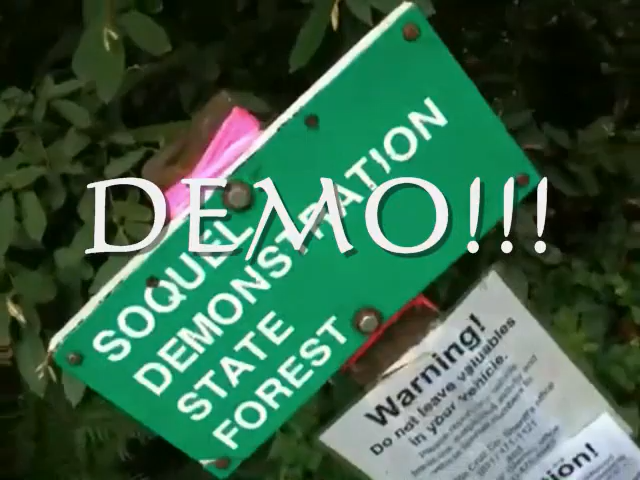 DEMO!!!
SOQUEL
DEMONSTRATION
STATE
FOREST
Warning!
Do not leave valuables
in your vehicle.